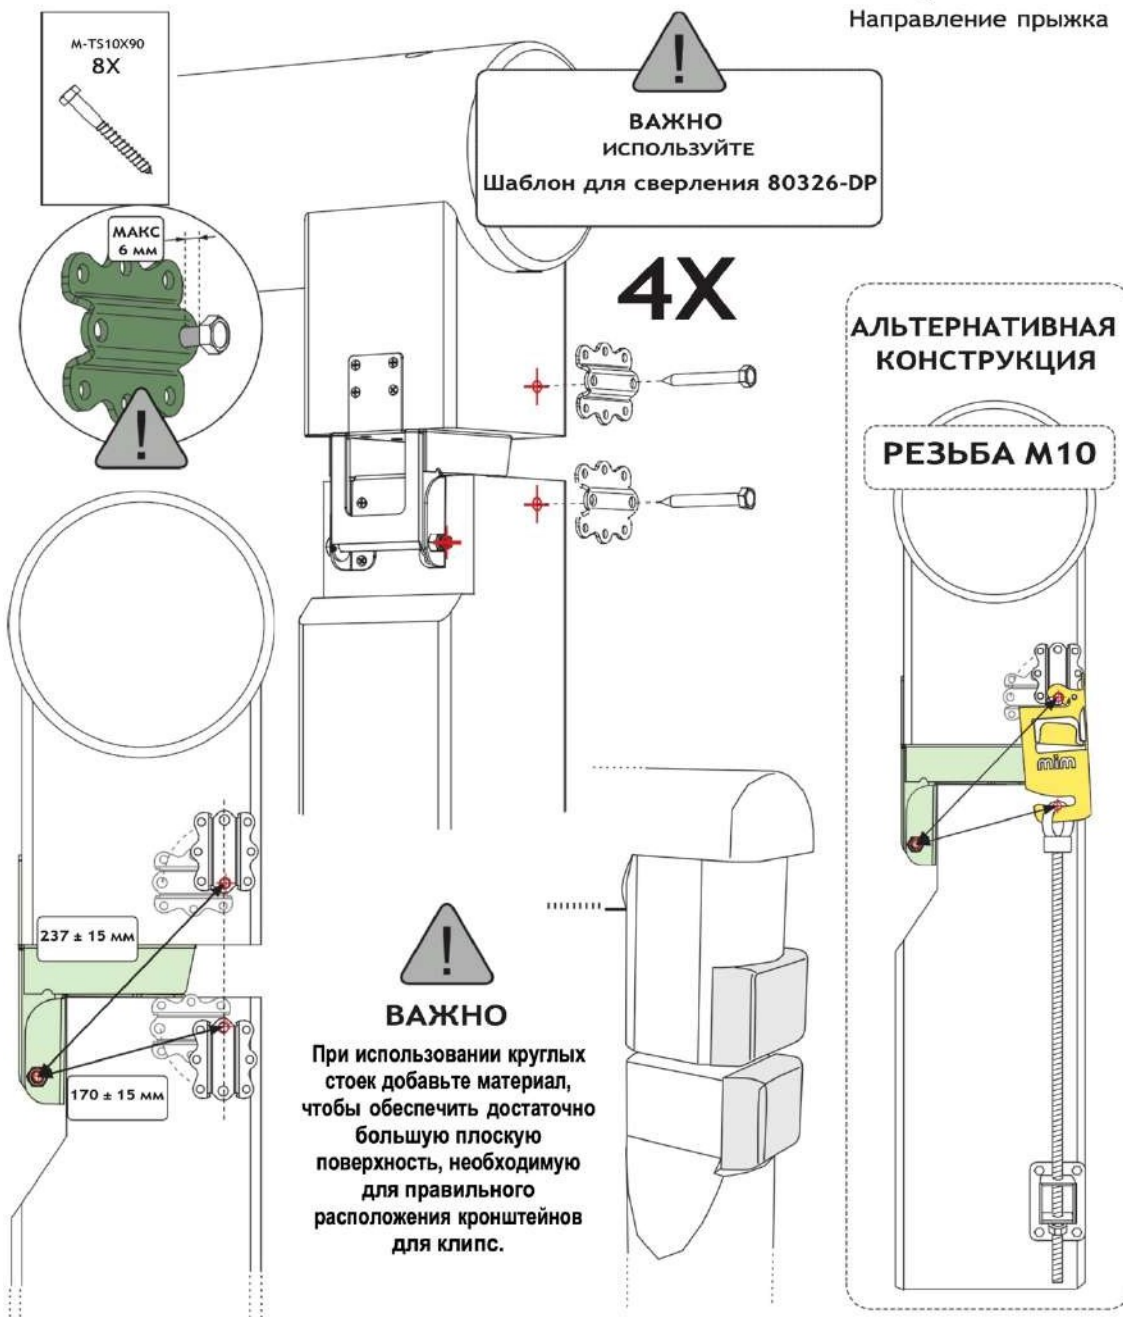 Направление прыжка
M-TS10X90
8X
ВАЖНО
ИСПОЛЬЗУЙТЕ
Шаблон для сверления 80326-DP
МАКС
6 мм
4X
АЛЬТЕРНАТИВНАЯ
КОНСТРУКЦИЯ
РЕЗЬБА М10
mim
237 ± 15 мм
170 ± 15 мм
ВАЖНО
При использовании круглых
стоек добавьте материал,
чтобы обеспечить достаточно
большую плоскую
поверхность, необходимую
для правильного
расположения кронштейнов
для клипс.